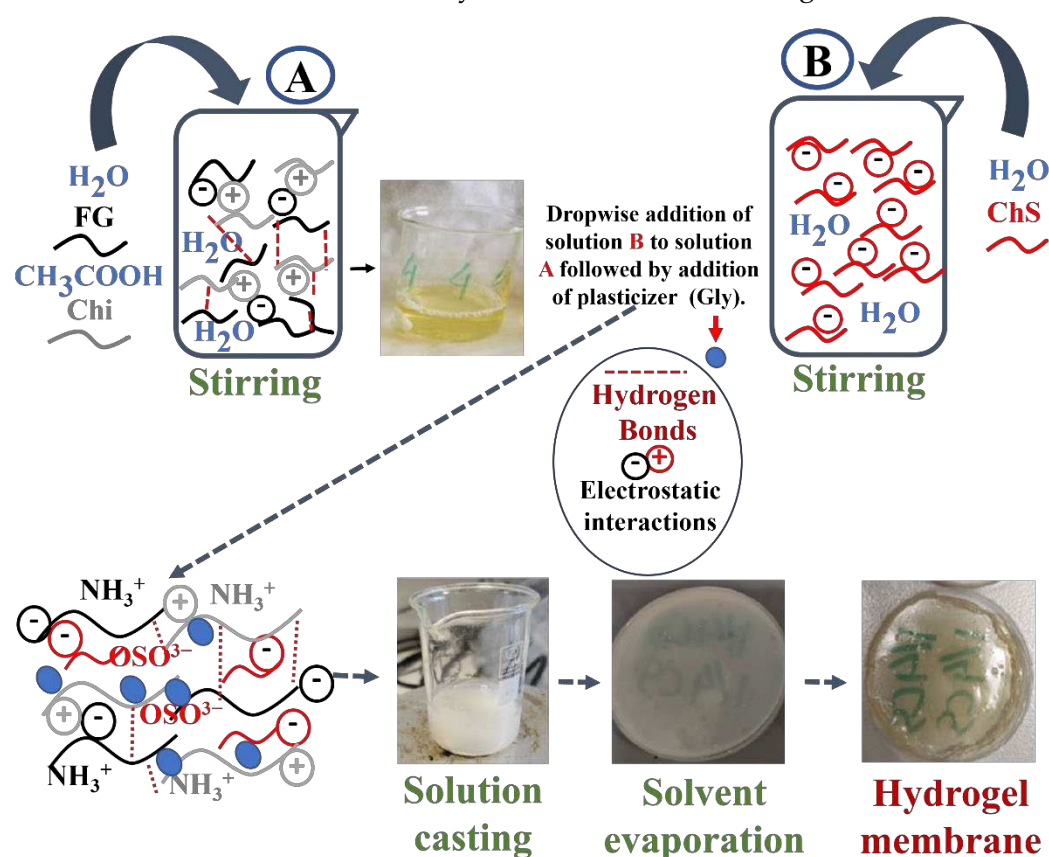 A
H₂O
FG
CH₃COOH
Chi
H₂O
H₂O
+
-
+
-
+
+
-
Stirring
4 4
Dropwise addition of
solution B to solution
A followed by addition
of plasticizer (Gly).
B
H₂O
H₂O
H₂O
ChS
-
-
-
-
-
-
-
-
-
-
Stirring
Hydrogen
Bonds
- +
Electrostatic
interactions
NH₃⁺
+
NH₃⁺
-
-
OSO³⁻
-
-
OSO³⁻
+
-
-
+
NH₃⁺
NH₃⁺
Solution
casting
Solvent
evaporation
Hydrogel
membrane